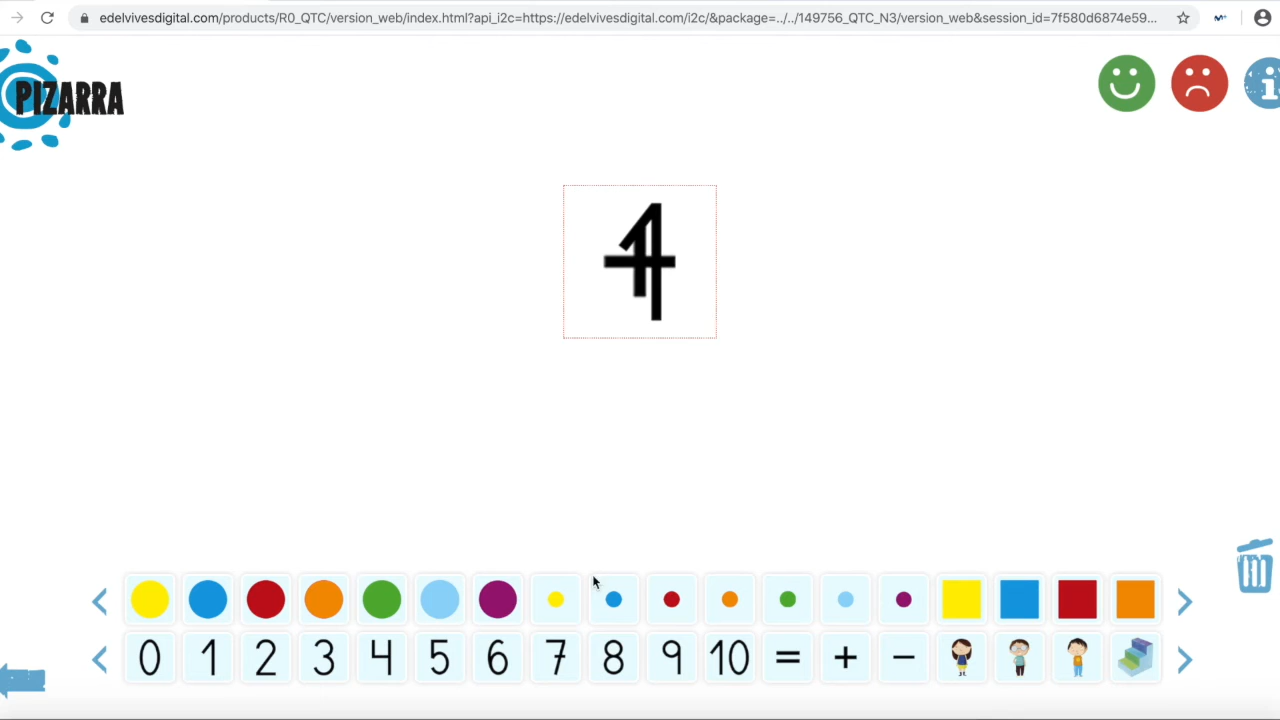 edelvivesdigital.com/products/R0_QTC/version_web/index.html?api_i2c=https://edelvivesdigital.com/i2c/&package=../../149756_QTC_N3/version_web&session_id=7f580d6874e59...
PIZARRA
0 1 2 3 4 5 6 7 8 9 10 = + −